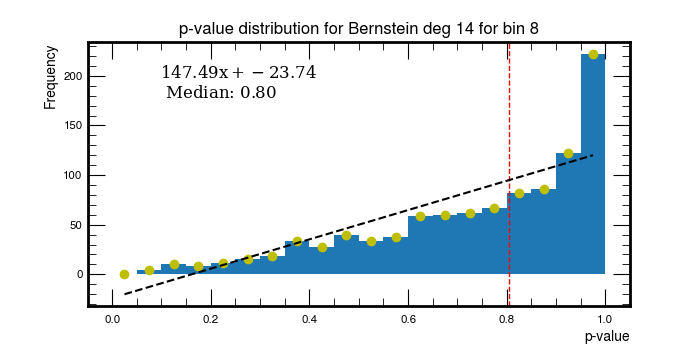 p-value distribution for Bernstein deg 14 for bin 8
Frequency
147.49x + −23.74
Median: 0.80
200
150
100
50
0
0.0 0.2 0.4 0.6 0.8 1.0
p-value